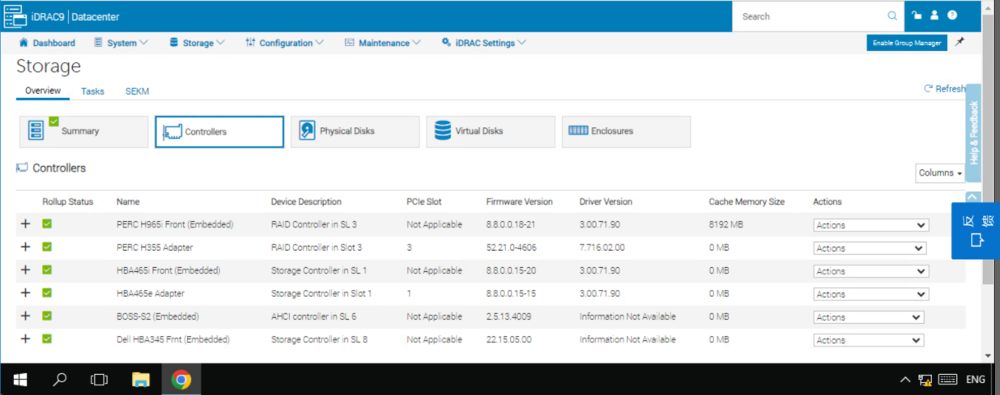 iDRAC9 | Datacenter Search
Dashboard System Storage Configuration Maintenance iDRAC Settings Enable Group Manager
Storage
Overview Tasks SEKM Refresh
Summary Controllers Physical Disks Virtual Disks Enclosures
Help & Feedback
Controllers
Columns
Rollup Status Name Device Description PCIe Slot Firmware Version Driver Version Cache Memory Size Actions
PERC H965i Front (Embedded) RAID Controller in SL 3 Not Applicable 8.8.0.0.18-21 3.00.71.90 8192 MB Actions
PERC H355 Adapter RAID Controller in Slot 3 3 52.21.0-4606 7.716.02.00 0 MB Actions
HBA465i Front (Embedded) Storage Controller in SL 1 Not Applicable 8.8.0.0.15-20 3.00.71.90 0 MB Actions
HBA465e Adapter Storage Controller in Slot 1 1 8.8.0.0.15-15 3.00.71.90 0 MB Actions
BOSS-S2 (Embedded) AHCI controller in SL 6 Not Applicable 2.5.13.4009 Information Not Available 0 MB Actions
Dell HBA345 Frnt (Embedded) Storage Controller in SL 8 Not Applicable 22.15.05.00 Information Not Available 0 MB Actions
ENG